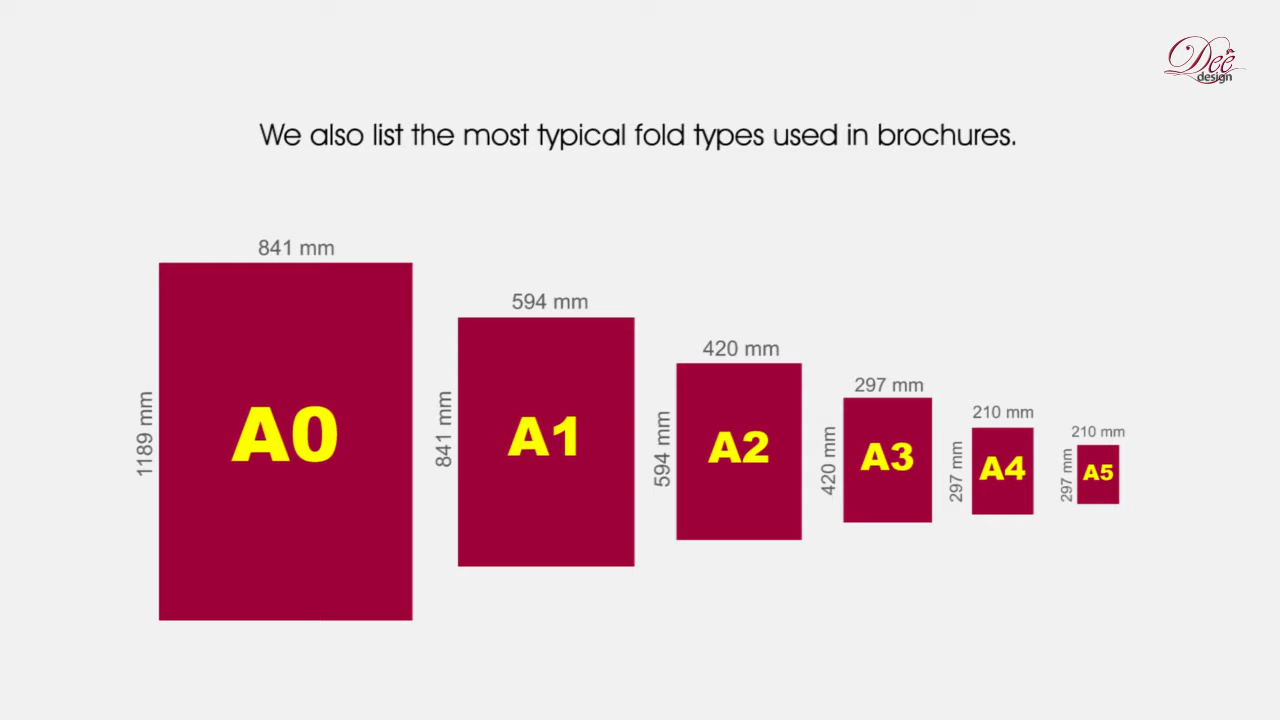 Dee
design
We also list the most typical fold types used in brochures.
841 mm
1189 mm
A0
594 mm
841 mm
A1
420 mm
594 mm
A2
297 mm
420 mm
A3
210 mm
297 mm
A4
210 mm
297 mm
A5